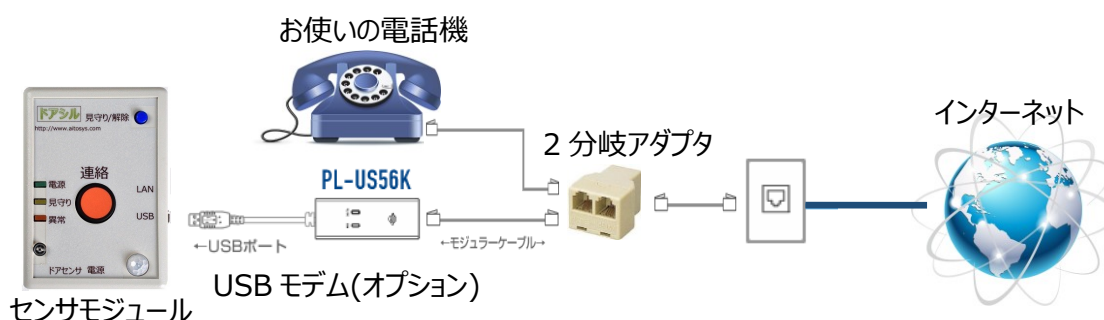 お使いの電話機
ドアシル 見守り/解除
http://www.aitosys.com
連絡
電源
見守り
異常
LAN
USB
ドアセンサ 電源
センサモジュール
←USBポート
PL-US56K
USB モデム(オプション)
←モジュラーケーブル→
2 分岐アダプタ
インターネット